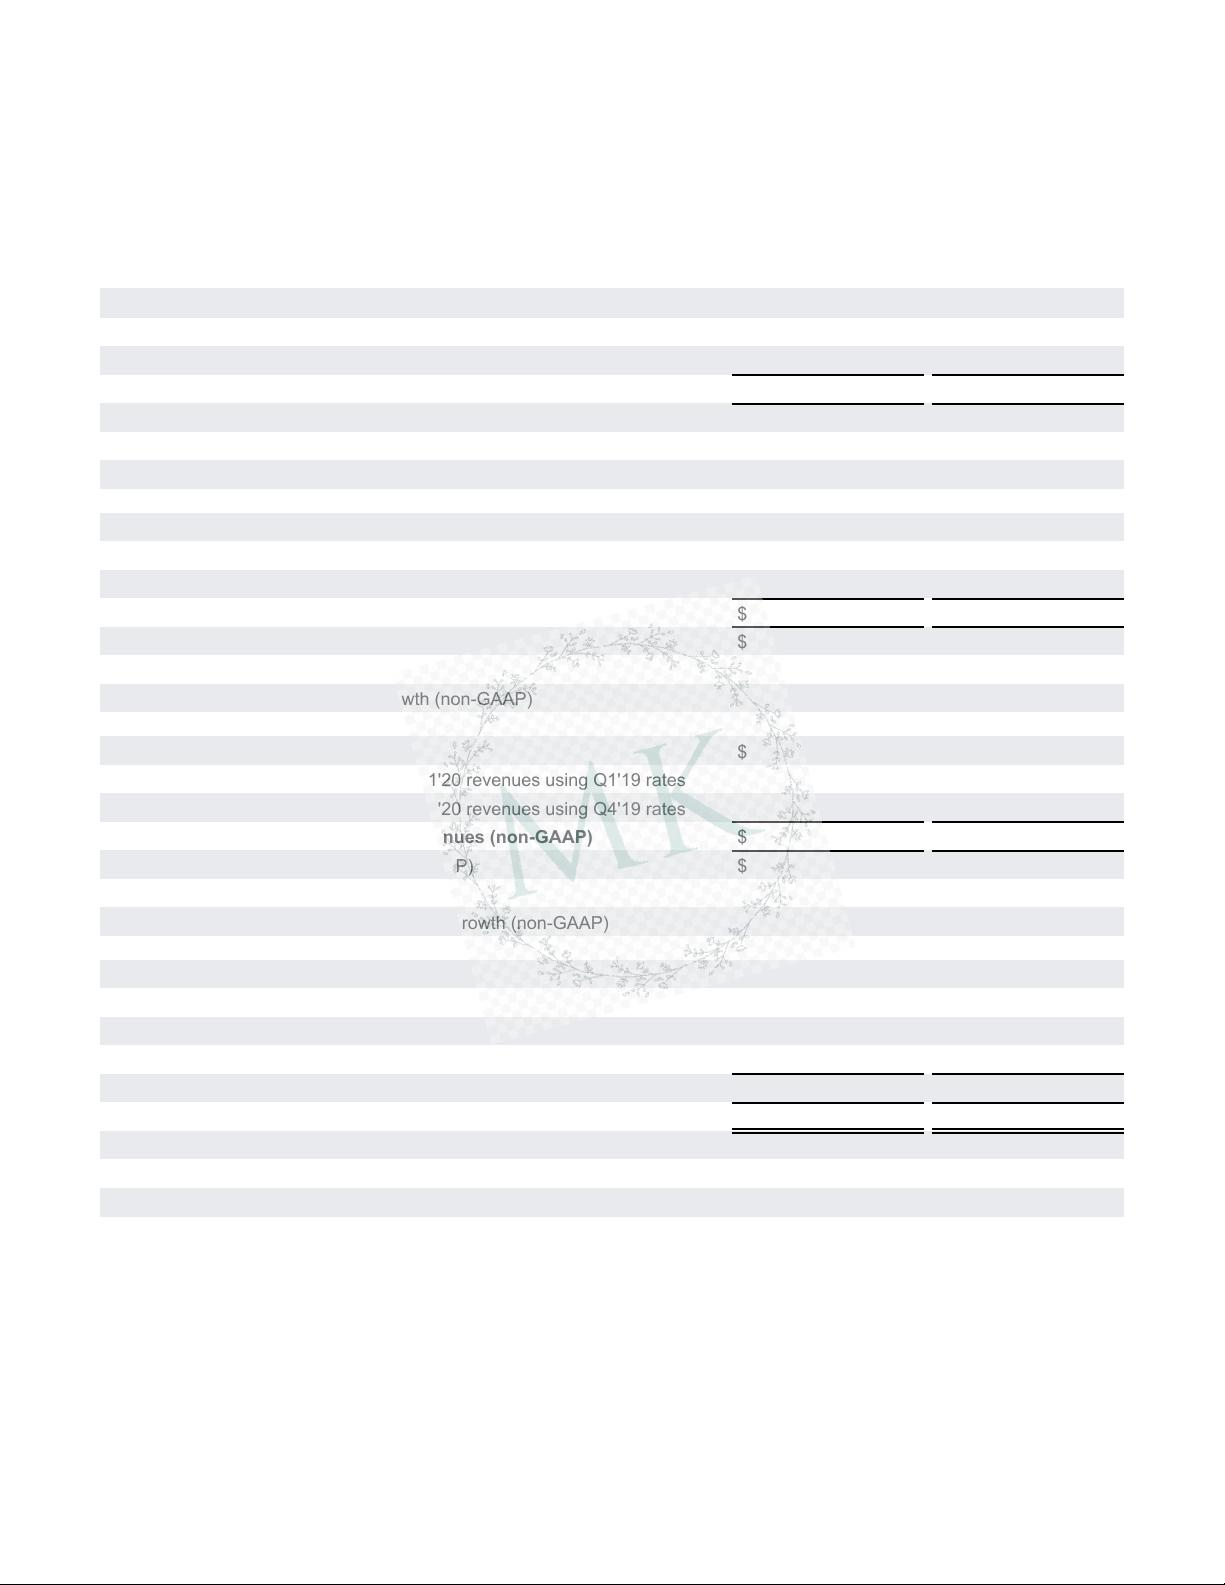 $
$
wth (non-GAAP)
$
1'20 revenues using Q1'19 rates
'20 revenues using Q4'19 rates
nues (non-GAAP) $
P) $
rowth (non-GAAP)
MK